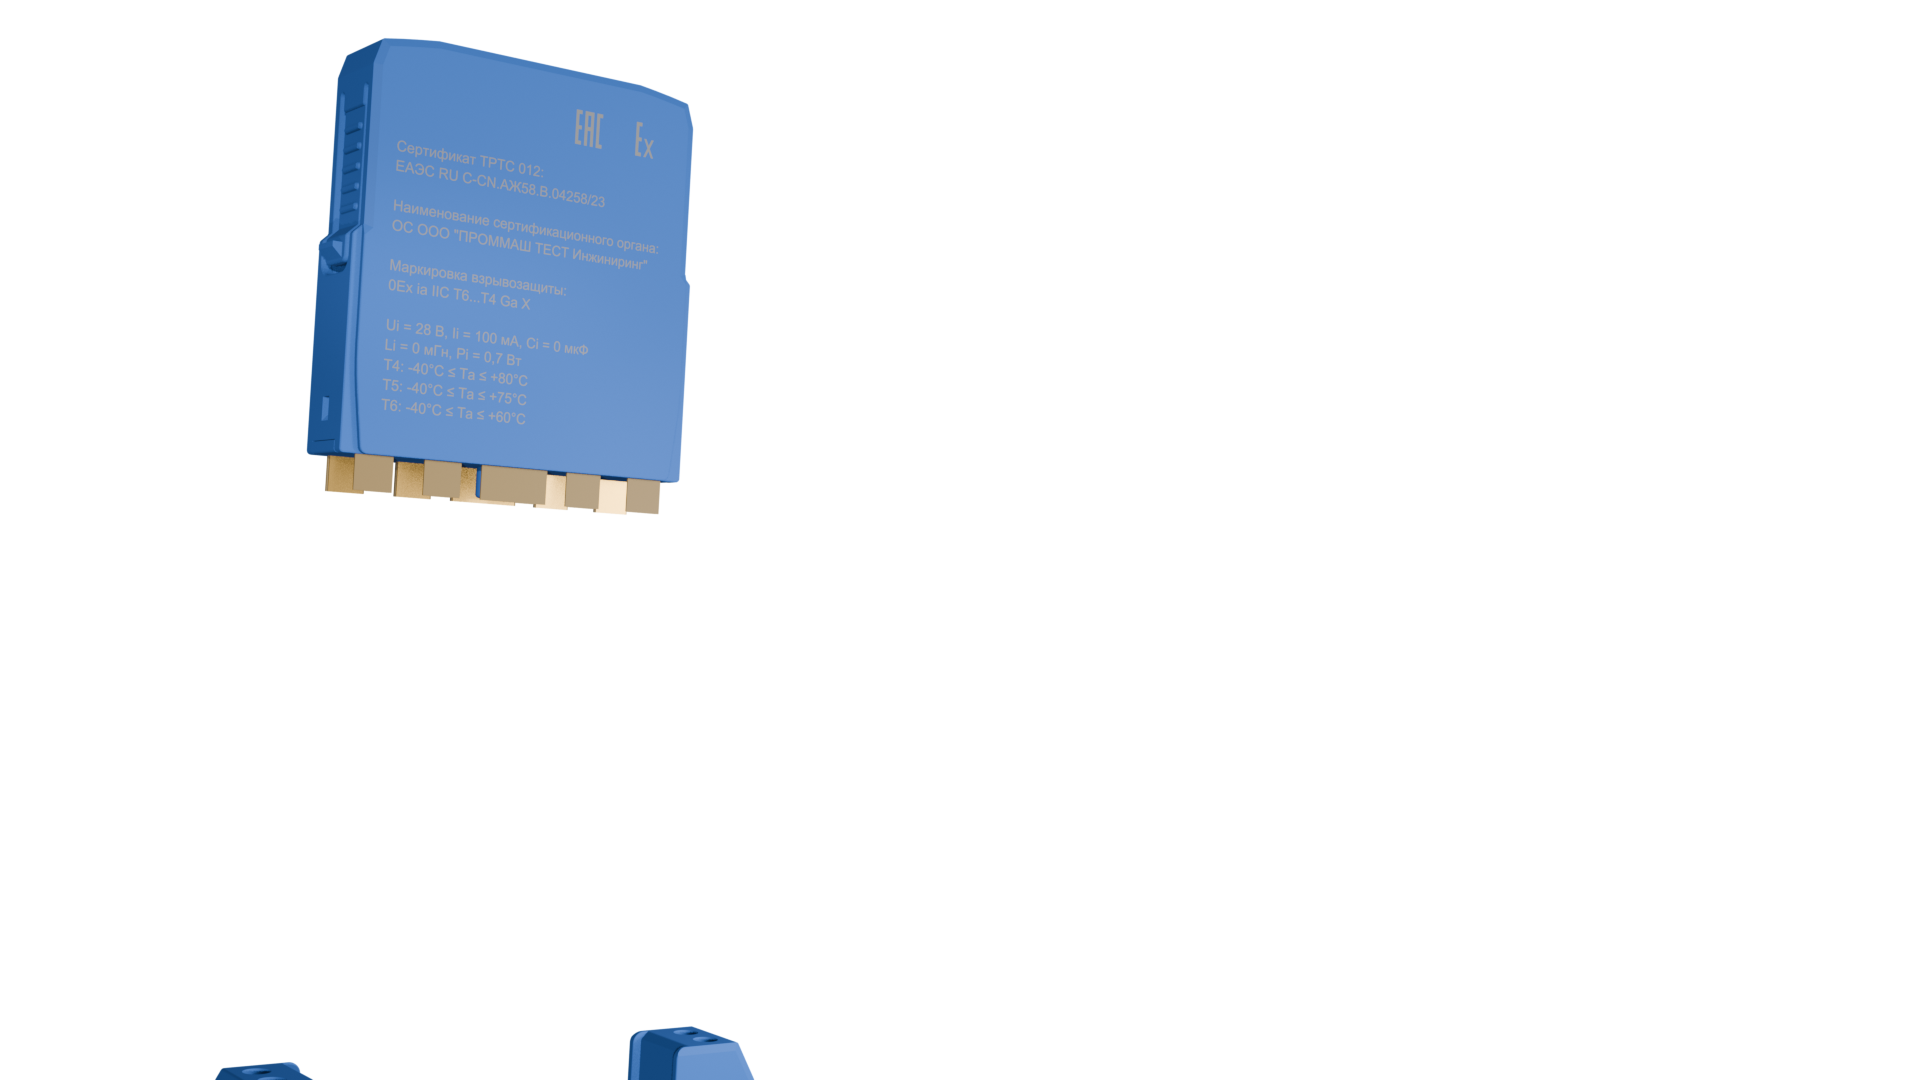 EAC Ex
Сертификат ТРТС 012:
ЕАЭС RU C-CN.АЖ58.В.04258/23
Наименование сертификационного органа:
ОС ООО "ПРОММАШ ТЕСТ Инжиниринг"
Маркировка взрывозащиты:
0Ex ia IIC T6...T4 Ga X
Ui = 28 В, Ii = 100 мА, Ci = 0 мкФ
Li = 0 мГн, Pi = 0,7 Вт
T4: -40°C ≤ Ta ≤ +80°C
T5: -40°C ≤ Ta ≤ +75°C
T6: -40°C ≤ Ta ≤ +60°C